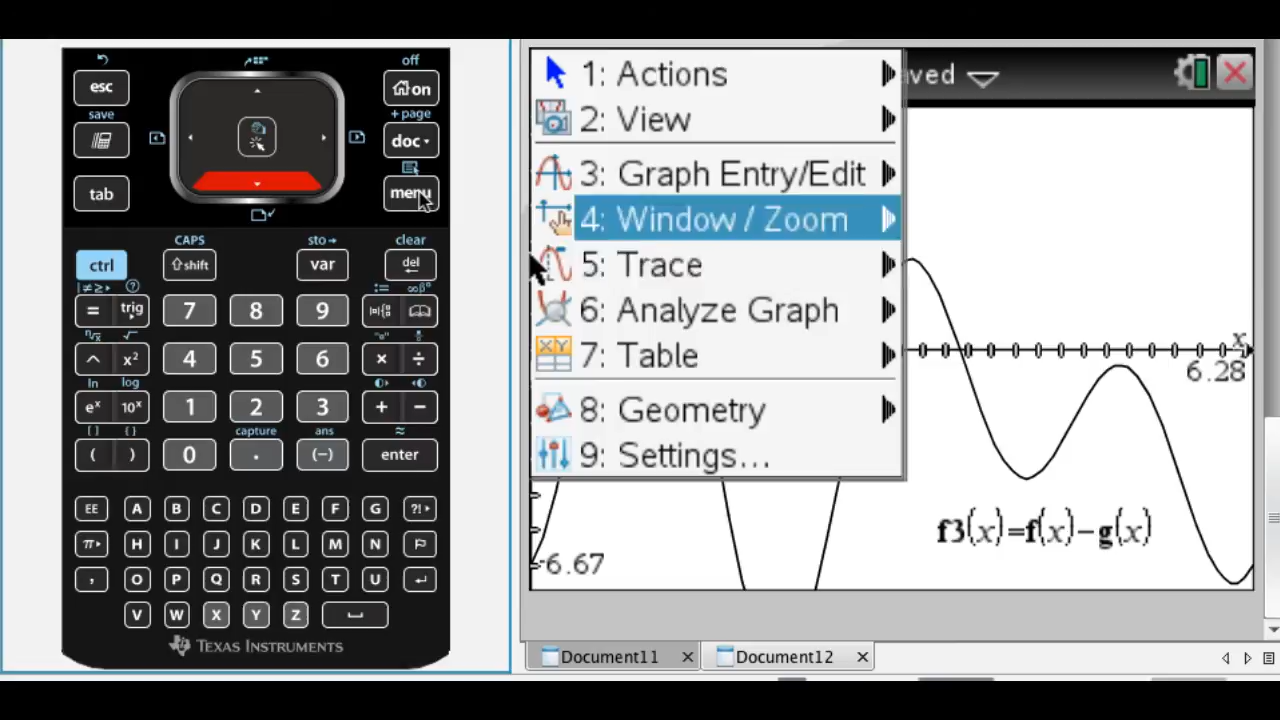 off
esc
on
save
+ page
doc
tab
menu
CAPS
sto→
clear
ctrl
⇧shift
var
del
|≠≥▸
:=
∞β°
=
trig
7
8
9
|□|{8
n√x
√
"□"
^
x²
4
5
6
×
÷
ln
log
eˣ
10ˣ
1
2
3
+
−
[ ]
{ }
capture
ans
≈
(
)
0
.
(−)
enter
EE
A
B
C
D
E
F
G
?!▸
π▸
H
I
J
K
L
M
N
,
O
P
Q
R
S
T
U
↵
V
W
X
Y
Z
TEXAS INSTRUMENTS
1: Actions
2: View
3: Graph Entry/Edit
4: Window / Zoom
5: Trace
6: Analyze Graph
7: Table
8: Geometry
9: Settings…
XY
ved
x
6.28
f3(x)=f(x)−g(x)
-6.67
Document11
Document12